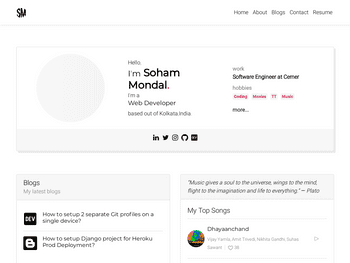 SM
Home About Blogs Contact Resume
Hello,
I'm Soham
Mondal.
I'm a
Web Developer
based out of Kolkata,India.
work
Software Engineer at Cerner
hobbies
Coding Movies TT Music
more...
Blogs
My latest blogs
DEV
How to setup 2 separate Git profiles on a
single device?
How to setup Django project for Heroku
Prod Deployment?
"Music gives a soul to the universe, wings to the mind,
flight to the imagination and life to everything." — Plato
My Top Songs
Dhayaanchand
Vijay Yamla, Amit Trivedi, Nikhita Gandhi, Suhas
Sawant